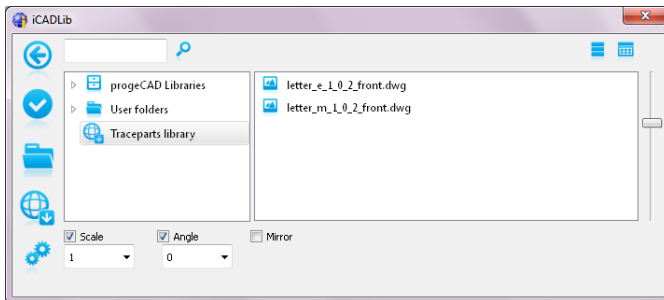 iCADLib
progeCAD Libraries
User folders
Traceparts library
letter_e_1_0_2_front.dwg
letter_m_1_0_2_front.dwg
Scale
Angle
Mirror
1
0